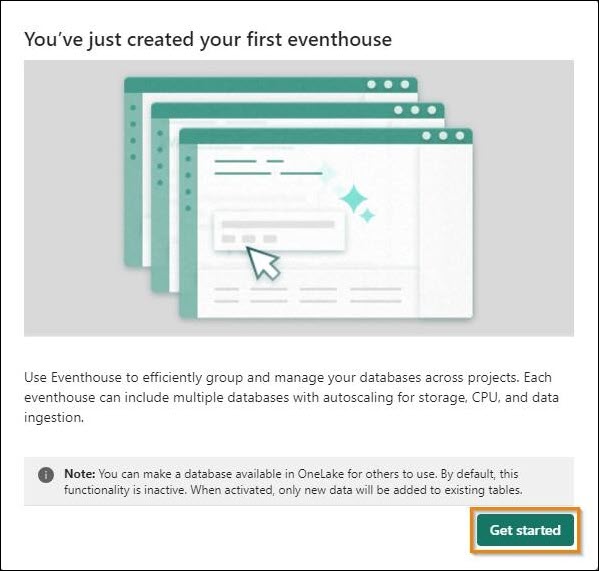 You’ve just created your first eventhouse
Use Eventhouse to efficiently group and manage your databases across projects. Each
eventhouse can include multiple databases with autoscaling for storage, CPU, and data
ingestion.
Note: You can make a database available in OneLake for others to use. By default, this
functionality is inactive. When activated, only new data will be added to existing tables.
Get started